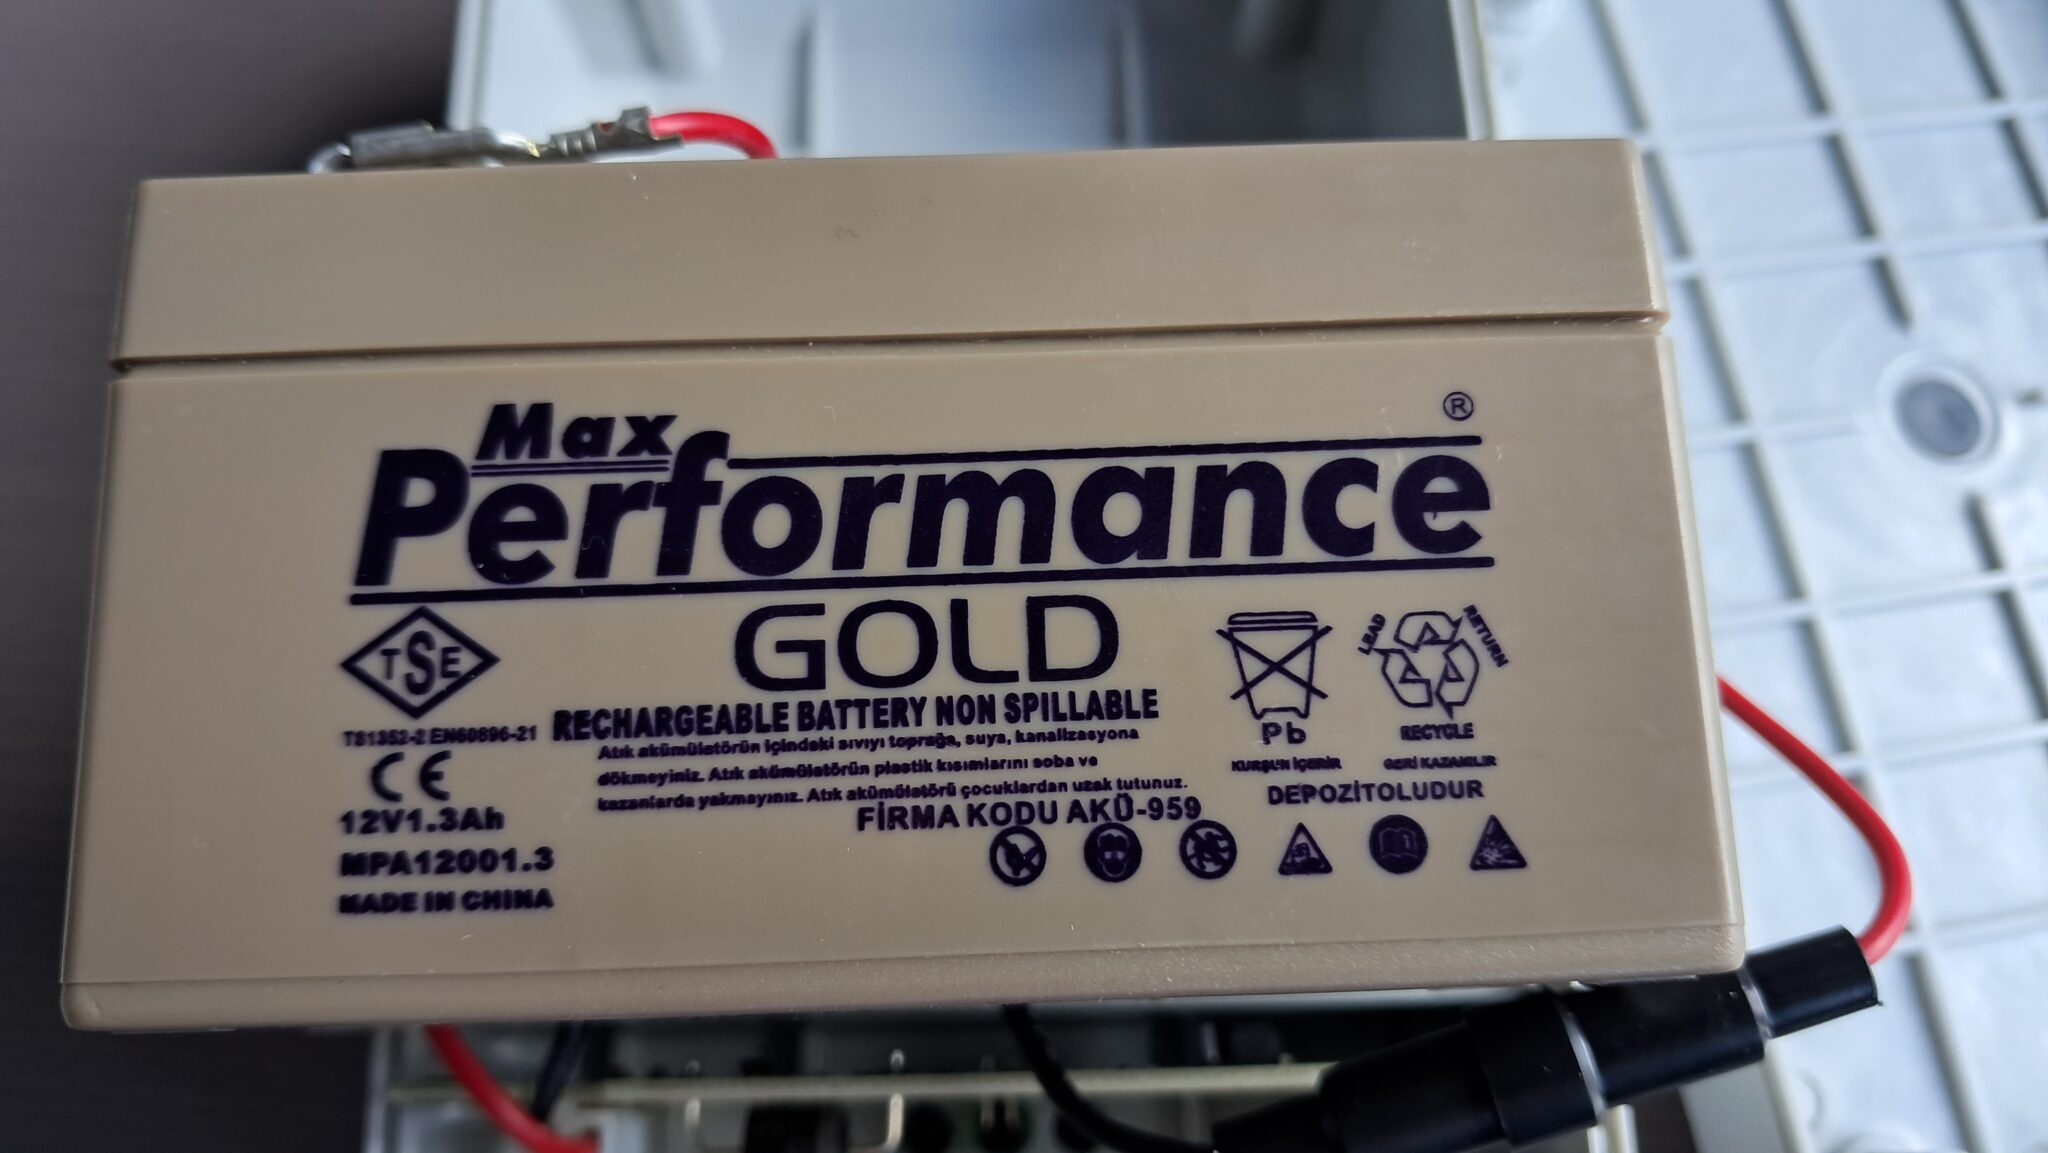 Max
Performance ®
GOLD
TSE
TS1352-2 EN60896-21
RECHARGEABLE BATTERY NON SPILLABLE
Atık akümülatörün içindeki sıvıyı toprağa, suya, kanalizasyona
dökmeyiniz. Atık akümülatörün plastik kısımlarını soba ve
kazanlarda yakmayınız. Atık akümülatörü çocuklardan uzak tutunuz.
FİRMA KODU AKÜ-959
CE
12V1.3Ah
MPA12001.3
MADE IN CHINA
Pb
KURŞUN İÇERİR
LEAD
RETURN
RECYCLE
GERİ KAZANILIR
DEPOZİTOLUDUR